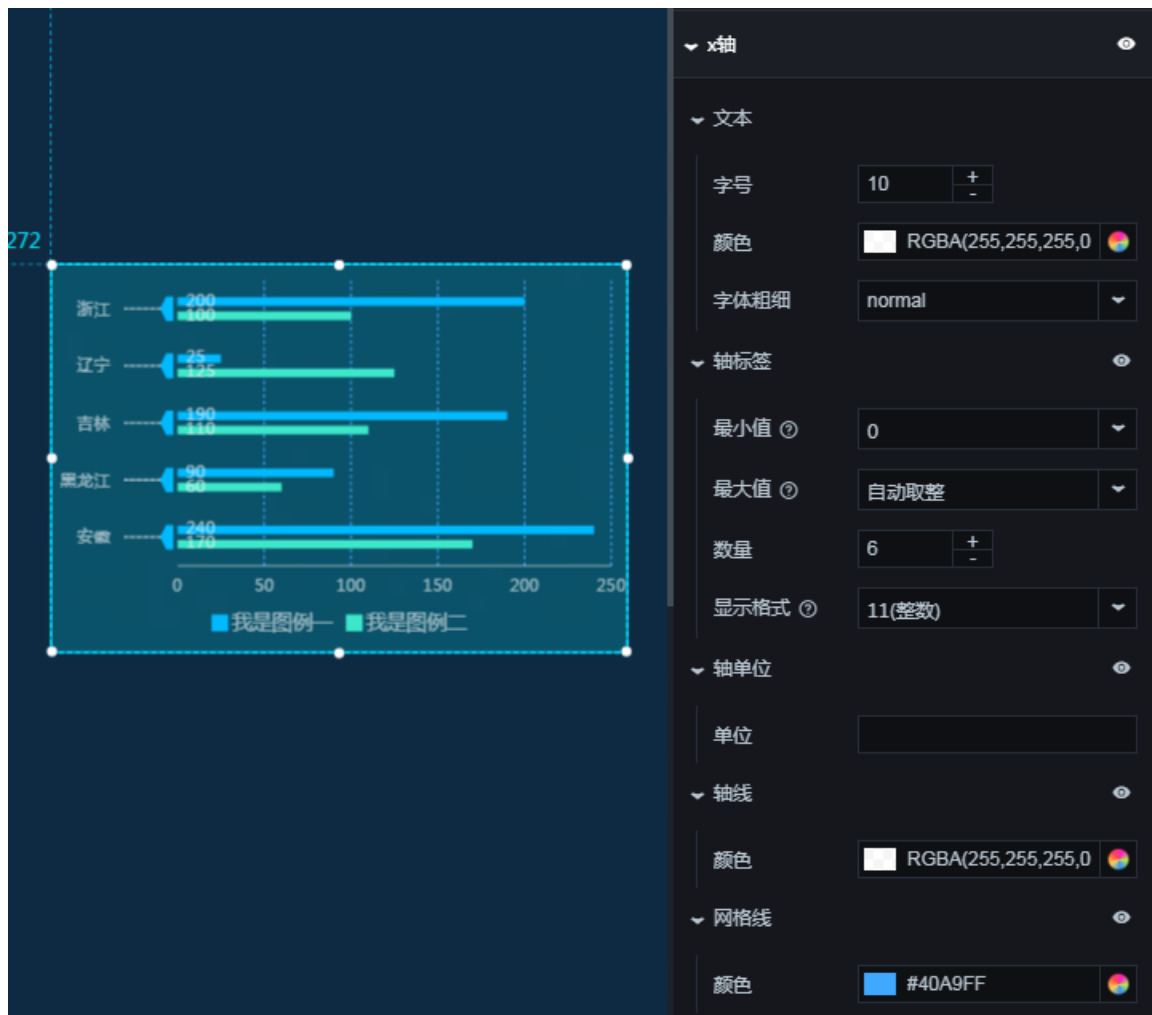 272
浙江
200
100
辽宁
25
125
吉林
190
110
黑龙江
90
60
安徽
240
170
0 50 100 150 200 250
我是图例一 我是图例二
x轴
文本
字号 10 + -
颜色 RGBA(255,255,255,0
字体粗细 normal
轴标签
最小值 ? 0
最大值 ? 自动取整
数量 6 + -
显示格式 ? 11(整数)
轴单位
单位
轴线
颜色 RGBA(255,255,255,0
网格线
颜色 #40A9FF